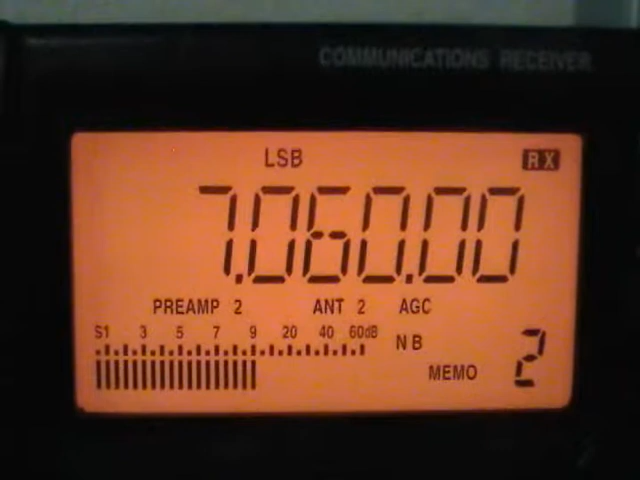 COMMUNICATIONS RECEIVER
LSB RX
7.060.00
PREAMP 2 ANT 2 AGC
S1 3 5 7 9 20 40 60dB
NB
MEMO 2